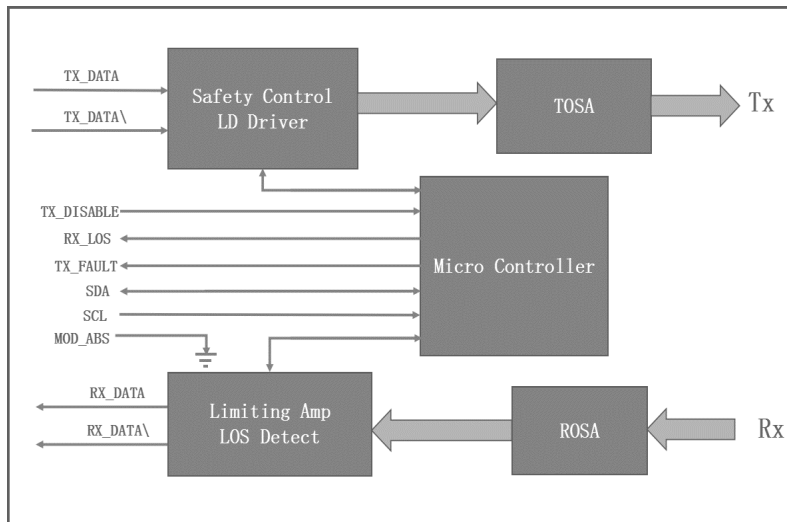 TX_DATA
TX_DATA\
Safety Control
LD Driver
TOSA
Tx
TX_DISABLE
RX_LOS
TX_FAULT
SDA
SCL
MOD_ABS
Micro Controller
RX_DATA
RX_DATA\
Limiting Amp
LOS Detect
ROSA
Rx